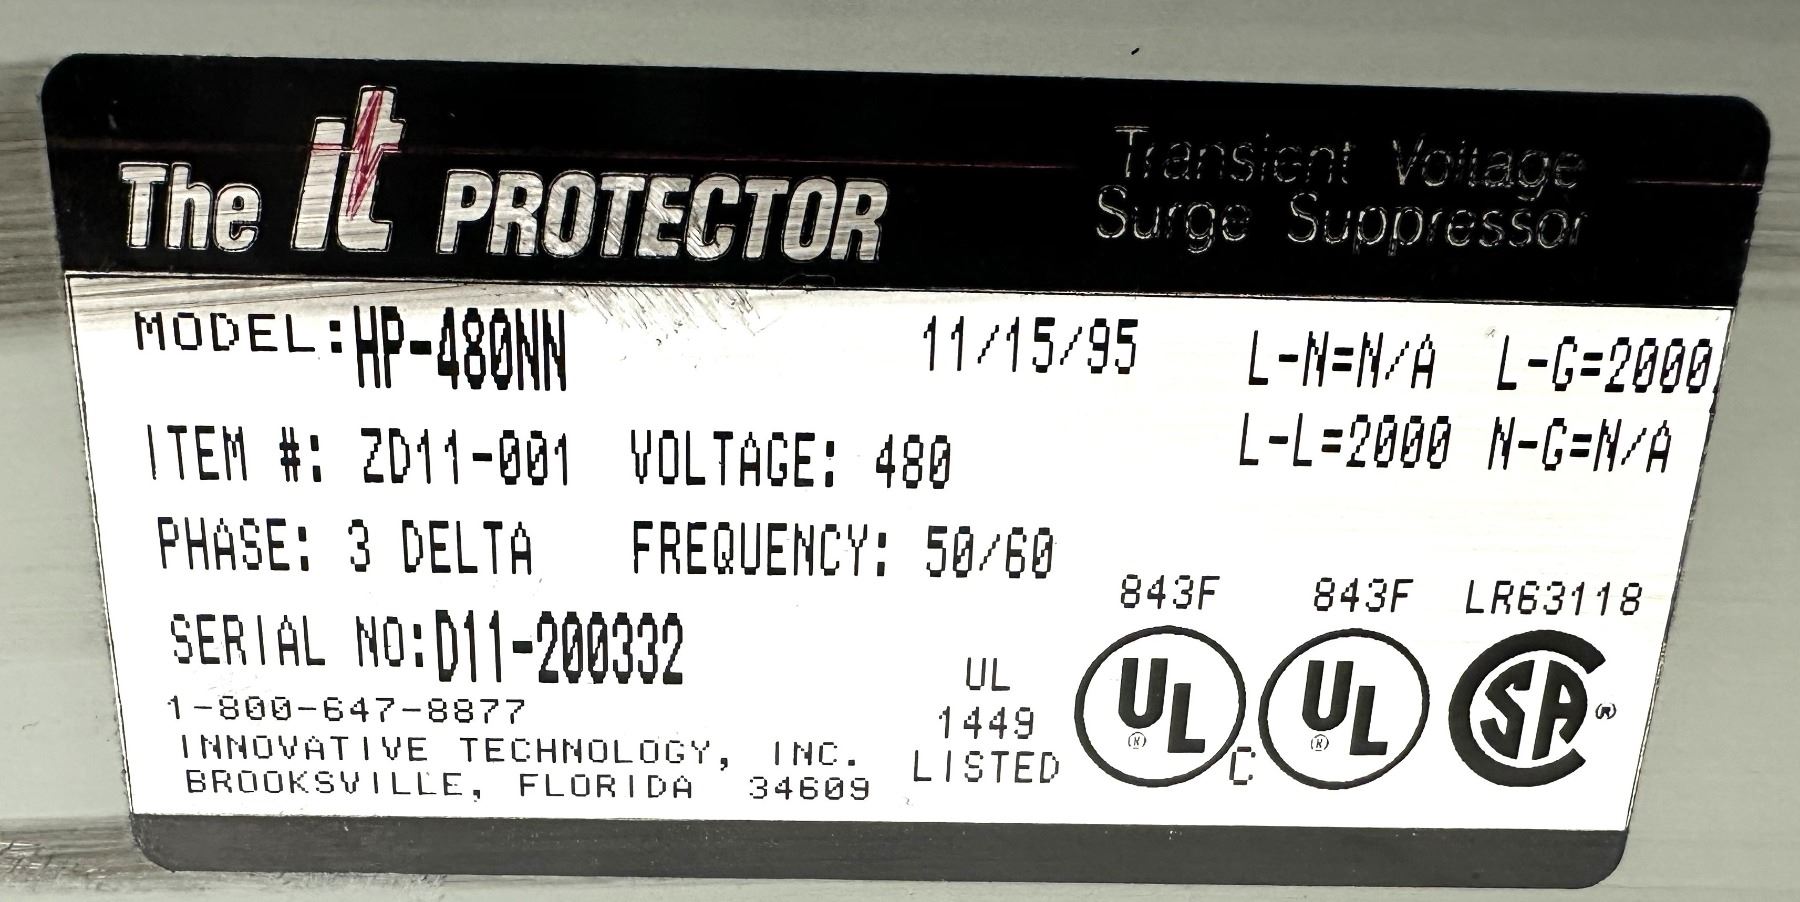 The it PROTECTOR
Transient Voltage
Surge Suppressor
MODEL:HP-480NN 11/15/95 L-N=N/A L-G=2000
ITEM #: ZD11-001 VOLTAGE: 480 L-L=2000 N-G=N/A
PHASE: 3 DELTA FREQUENCY: 50/60
SERIAL NO:D11-200332
1-800-647-8877
INNOVATIVE TECHNOLOGY, INC.
BROOKSVILLE, FLORIDA 34609
UL
1449
LISTED
843F 843F LR63118
UL® C UL® SA®